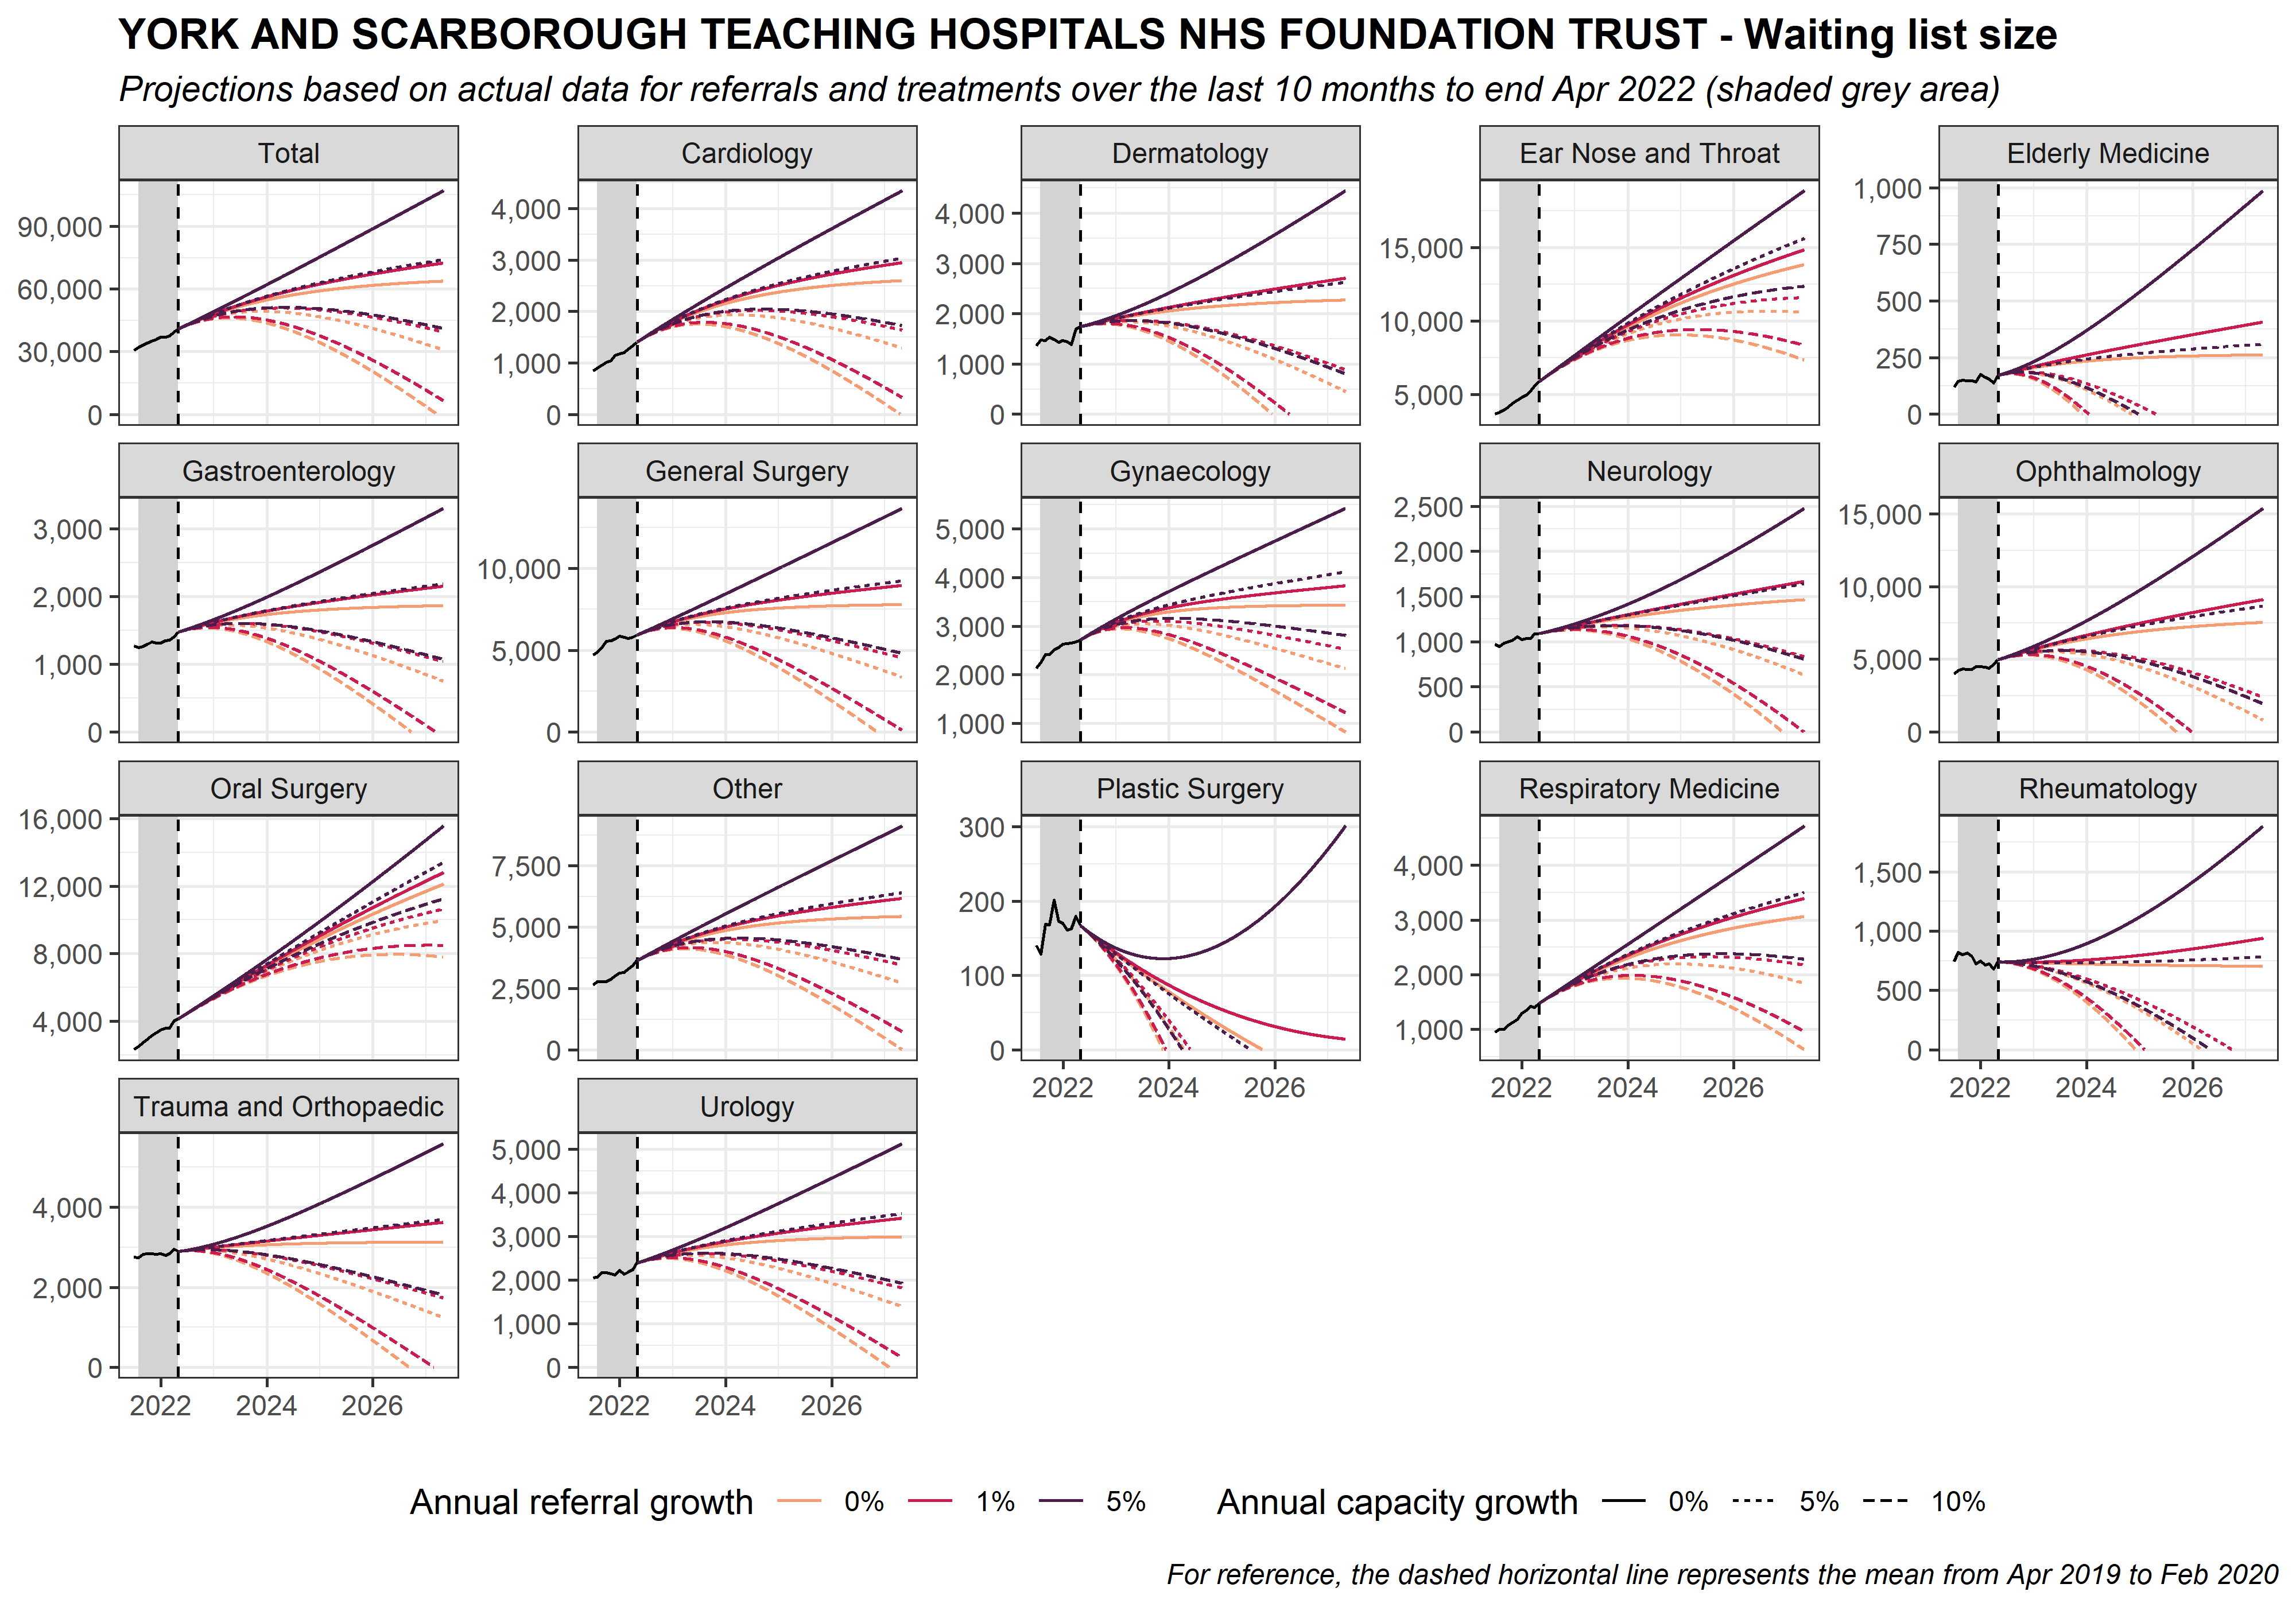 YORK AND SCARBOROUGH TEACHING HOSPITALS NHS FOUNDATION TRUST - Waiting list size
Projections based on actual data for referrals and treatments over the last 10 months to end Apr 2022 (shaded grey area)
Total
90,000
60,000
30,000
0
Cardiology
4,000
3,000
2,000
1,000
0
Dermatology
4,000
3,000
2,000
1,000
0
Ear Nose and Throat
15,000
10,000
5,000
Elderly Medicine
1,000
750
500
250
0
Gastroenterology
3,000
2,000
1,000
0
General Surgery
10,000
5,000
0
Gynaecology
5,000
4,000
3,000
2,000
1,000
Neurology
2,500
2,000
1,500
1,000
500
0
Ophthalmology
15,000
10,000
5,000
0
Oral Surgery
16,000
12,000
8,000
4,000
Other
7,500
5,000
2,500
0
Plastic Surgery
300
200
100
0
2022 2024 2026
Respiratory Medicine
4,000
3,000
2,000
1,000
2022 2024 2026
Rheumatology
1,500
1,000
500
0
2022 2024 2026
Trauma and Orthopaedic
4,000
2,000
0
2022 2024 2026
Urology
5,000
4,000
3,000
2,000
1,000
0
2022 2024 2026
Annual referral growth 0% 1% 5% Annual capacity growth 0% 5% 10%
For reference, the dashed horizontal line represents the mean from Apr 2019 to Feb 2020